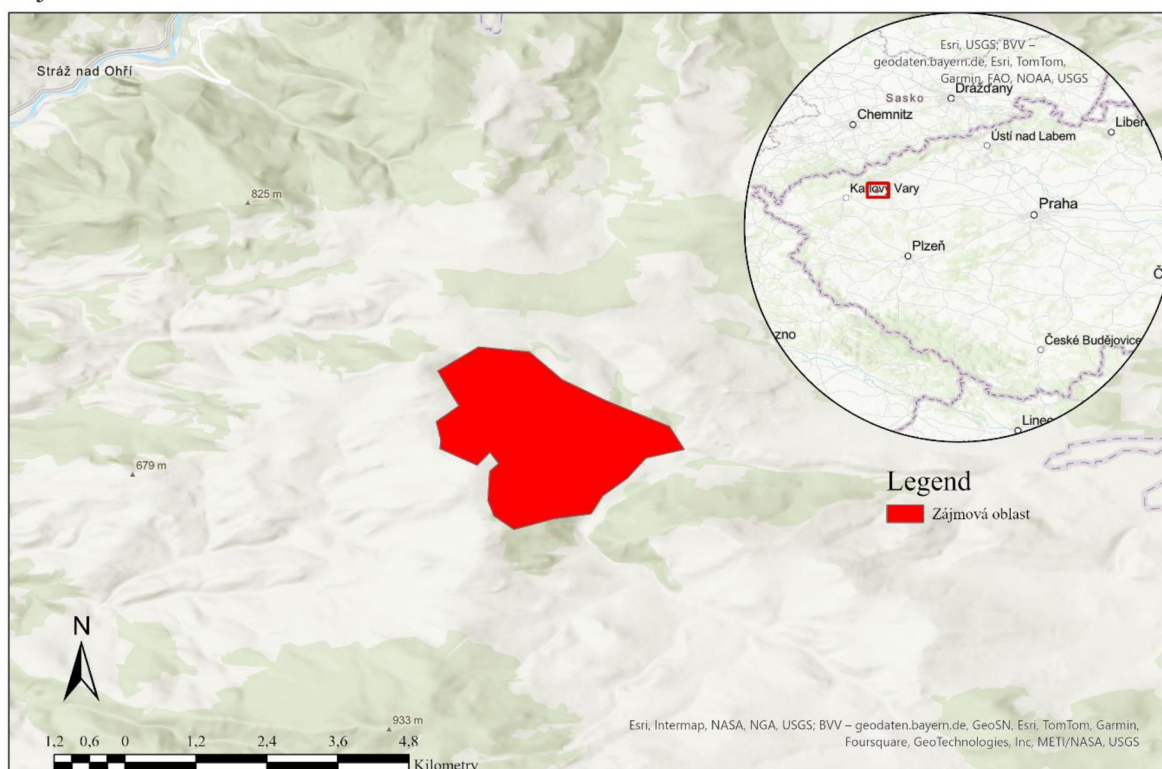 Stráž nad Ohří
825 m
679 m
933 m
Esri, USGS; BVV –
geodaten.bayern.de, Esri, TomTom,
Garmin, FAO, NOAA, USGS
Drážďany
Sasko
Chemnitz
Ústí nad Labem
Liber
Karlovy Vary
Praha
Plzeň
Č
zno
České Budějovice
Linec
Legend
Zájmová oblast
N
1,2 0,6 0 1,2 2,4 3,6 4,8
Kilometry
Esri, Intermap, NASA, NGA, USGS; BVV – geodaten.bayern.de, GeoSN, Esri, TomTom, Garmin,
Foursquare, GeoTechnologies, Inc, METI/NASA, USGS